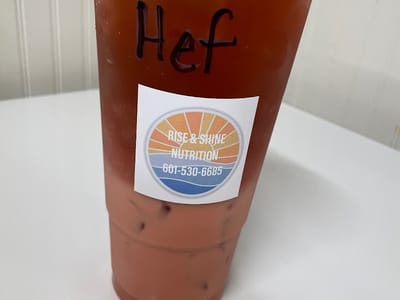 Hef
RISE & SHINE
NUTRITION
601-530-6685